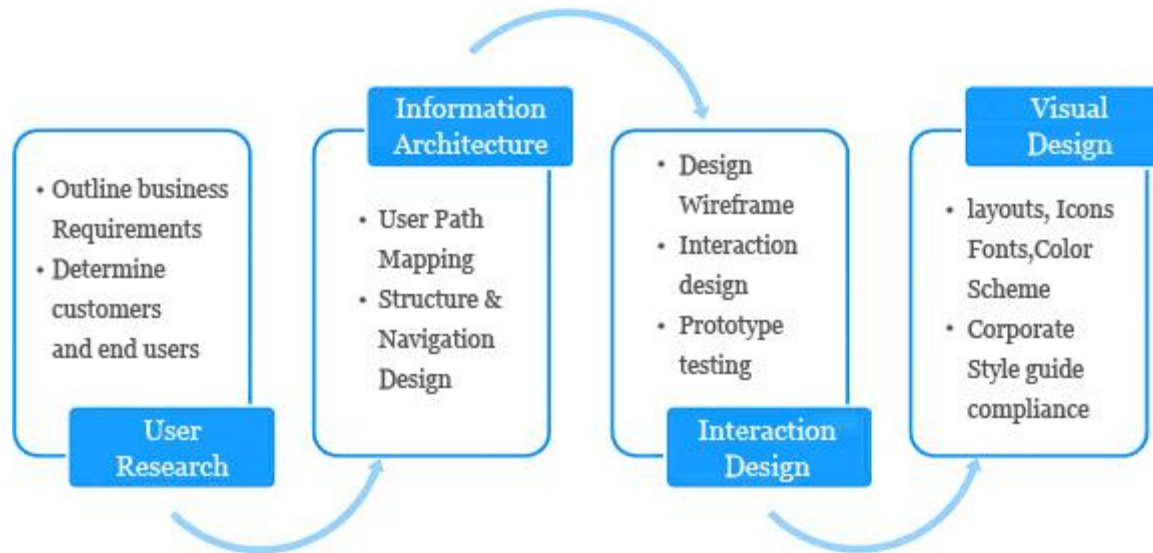 • Outline business
Requirements
• Determine
customers
and end users
User
Research
Information
Architecture
• User Path
Mapping
• Structure &
Navigation
Design
• Design
Wireframe
• Interaction
design
• Prototype
testing
Interaction
Design
Visual
Design
• layouts, Icons
Fonts,Color
Scheme
• Corporate
Style guide
compliance